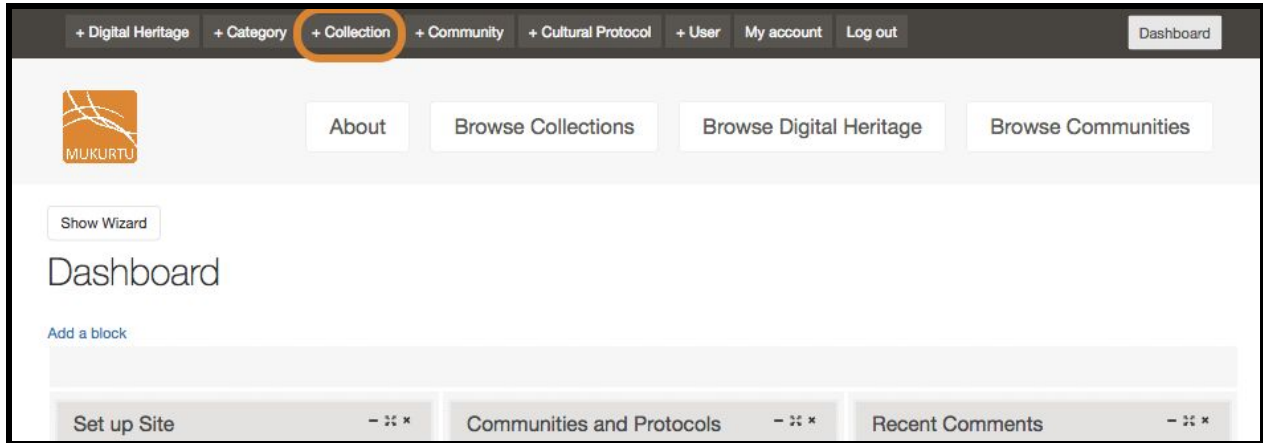 + Digital Heritage + Category + Collection + Community + Cultural Protocol + User My account Log out Dashboard
MUKURTU
About Browse Collections Browse Digital Heritage Browse Communities
Show Wizard
Dashboard
Add a block
Set up Site Communities and Protocols Recent Comments